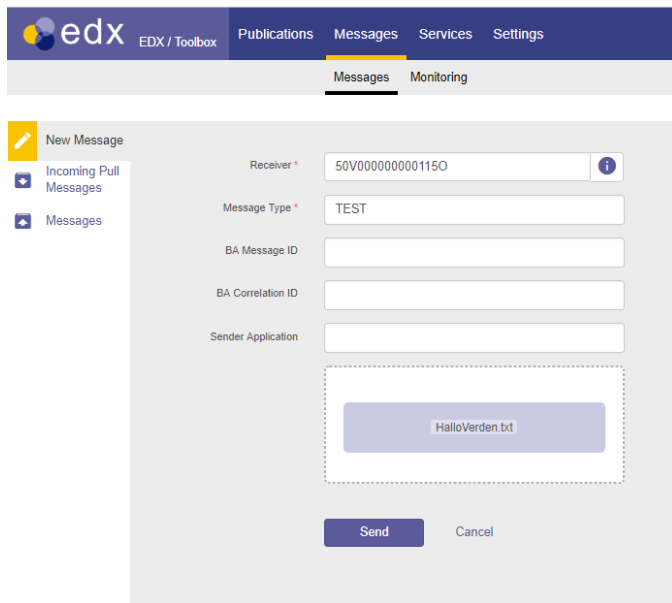 edx EDX / Toolbox Publications Messages Services Settings
Messages Monitoring
New Message
Incoming Pull
Messages
Messages
Receiver * 50V000000000115O
Message Type * TEST
BA Message ID
BA Correlation ID
Sender Application
HalloVerden.txt
Send Cancel